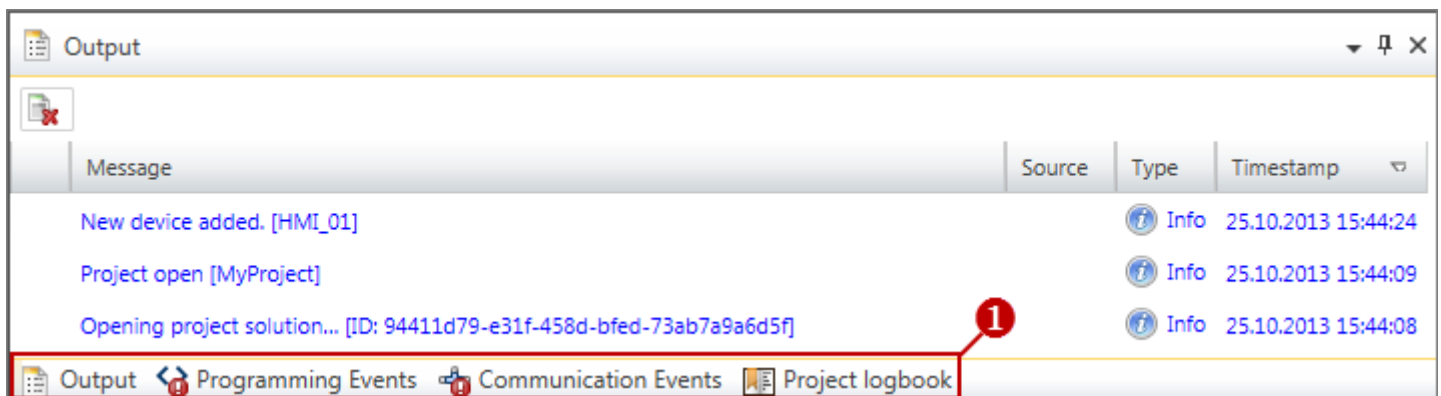 Output
Message Source Type Timestamp
New device added. [HMI_01] Info 25.10.2013 15:44:24
Project open [MyProject] Info 25.10.2013 15:44:09
Opening project solution... [ID: 94411d79-e31f-458d-bfed-73ab7a9a6d5f] Info 25.10.2013 15:44:08
1
Output Programming Events Communication Events Project logbook